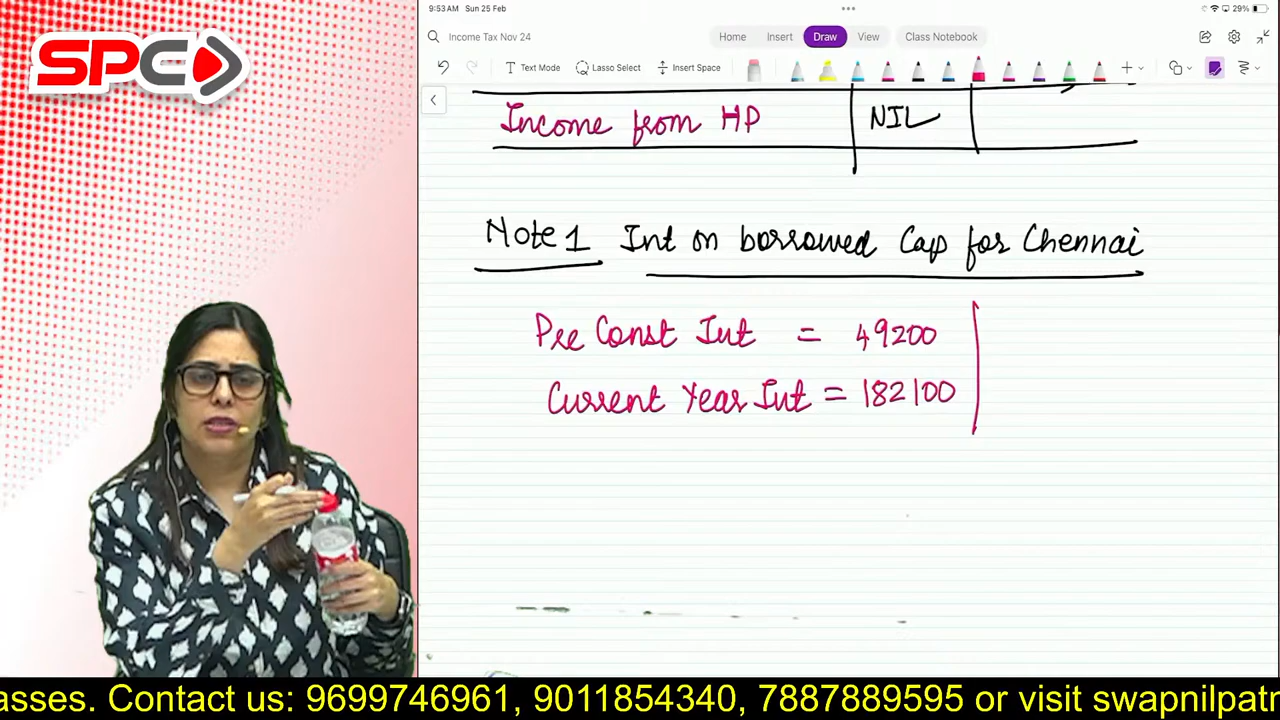 9:53 AM Sun 25 Feb
29%
SPC
Income Tax Nov 24
Home Insert Draw View Class Notebook
Text Mode Lasso Select Insert Space
Income from HP NIL
Note 1 Int on borrowed Cap for Chennai
Pre Const Int = 49200
Current Year Int = 182100
asses. Contact us: 9699746961, 9011854340, 7887889595 or visit swapnilpatn